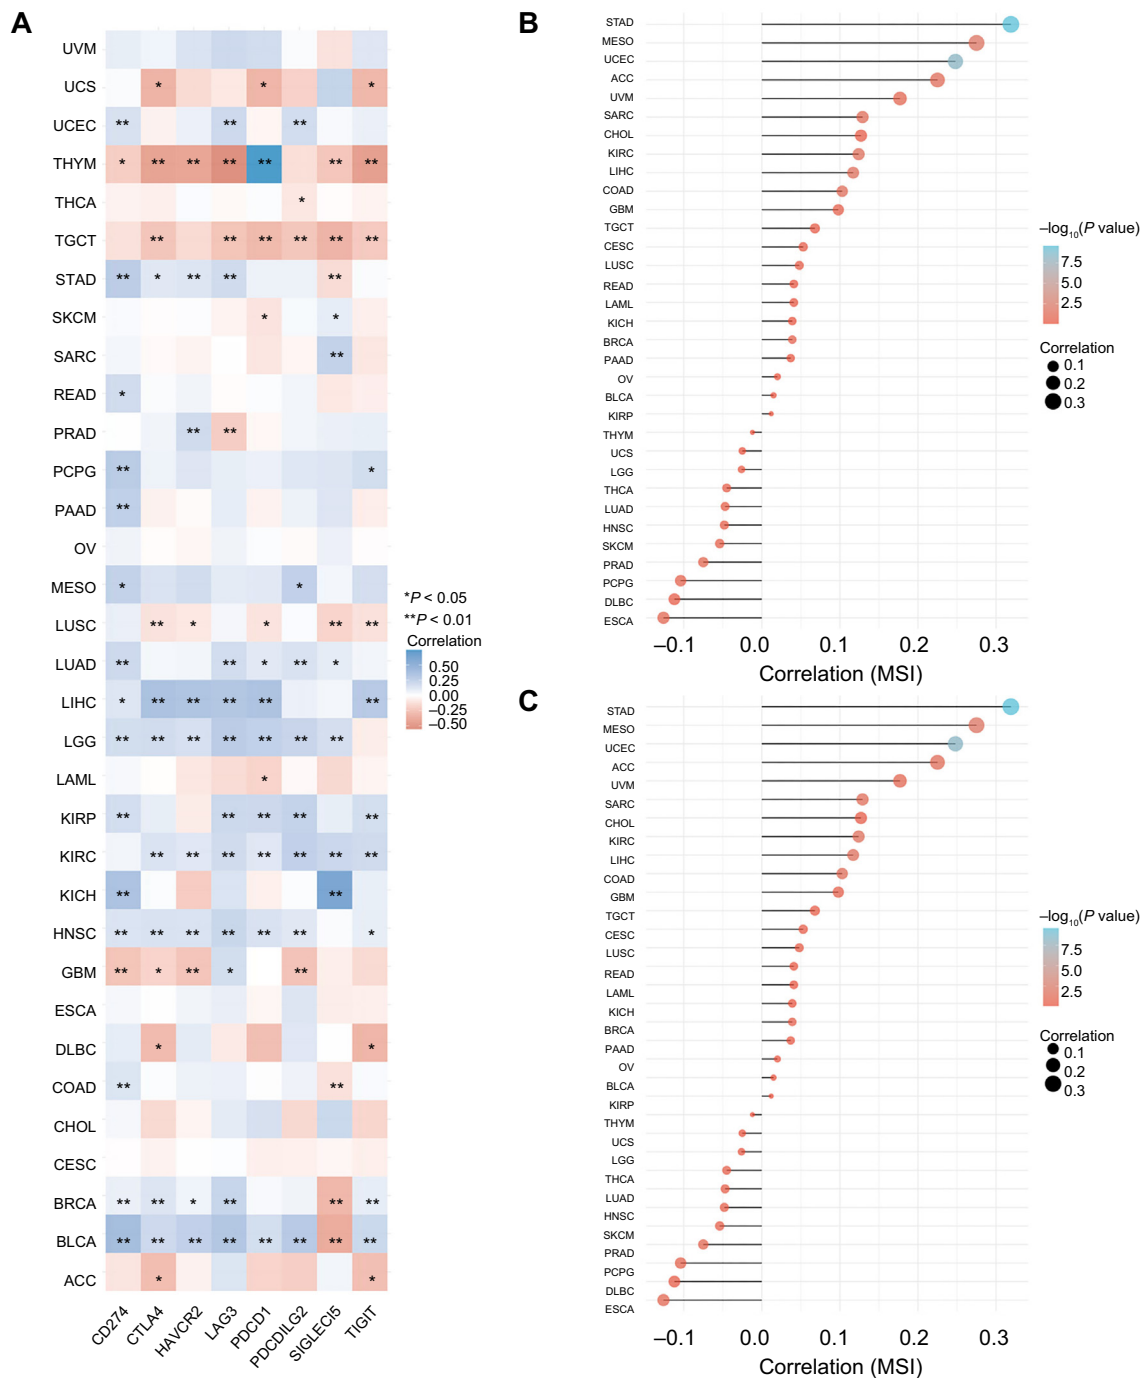 A
UVM
UCS * * *
UCEC ** ** **
THYM * ** ** ** ** ** **
THCA *
TGCT ** ** ** ** ** **
STAD ** * ** ** **
SKCM * *
SARC **
READ *
PRAD ** **
PCPG ** *
PAAD **
OV
MESO * *
LUSC ** * * ** **
LUAD ** ** * ** *
LIHC * ** ** ** ** **
LGG ** ** ** ** ** ** **
LAML *
KIRP ** ** ** ** **
KIRC ** ** ** ** ** ** **
KICH ** **
HNSC ** ** ** ** ** ** *
GBM ** * ** * **
ESCA
DLBC * *
COAD ** **
CHOL
CESC
BRCA ** ** * ** ** **
BLCA ** ** ** ** ** ** ** **
ACC * *
CD274 CTLA4 HAVCR2 LAG3 PDCD1 PDCDILG2 SIGLECI5 TIGIT
*P < 0.05
**P < 0.01
Correlation
0.50
0.25
0.00
–0.25
–0.50
B
STAD
MESO
UCEC
ACC
UVM
SARC
CHOL
KIRC
LIHC
COAD
GBM
TGCT
CESC
LUSC
READ
LAML
KICH
BRCA
PAAD
OV
BLCA
KIRP
THYM
UCS
LGG
THCA
LUAD
HNSC
SKCM
PRAD
PCPG
DLBC
ESCA
–0.1 0.0 0.2 0.3
Correlation (MSI)
–log10(P value)
7.5
5.0
2.5
Correlation
0.1
0.2
0.3
C
STAD
MESO
UCEC
ACC
UVM
SARC
CHOL
KIRC
LIHC
COAD
GBM
TGCT
CESC
LUSC
READ
LAML
KICH
BRCA
PAAD
OV
BLCA
KIRP
THYM
UCS
LGG
THCA
LUAD
HNSC
SKCM
PRAD
PCPG
DLBC
ESCA
–0.1 0.0 0.2 0.3
Correlation (MSI)
–log10(P value)
7.5
5.0
2.5
Correlation
0.1
0.2
0.3